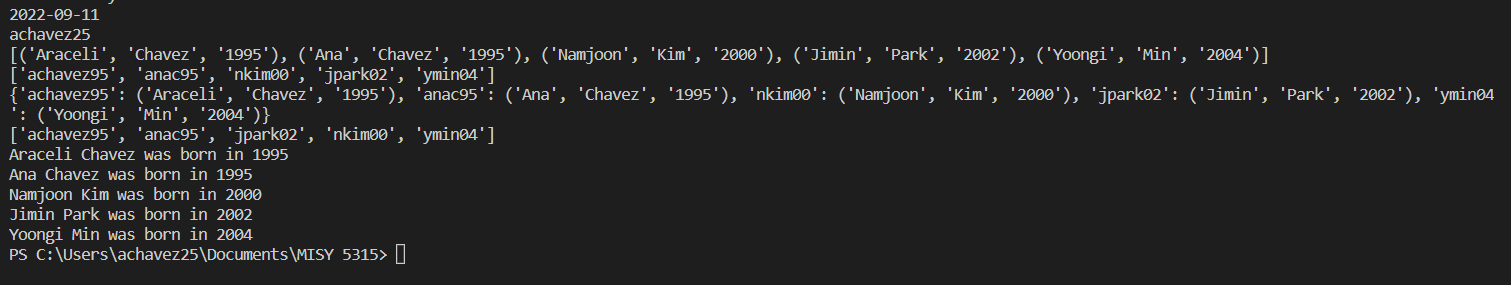 2022-09-11
achavez25
[('Araceli', 'Chavez', '1995'), ('Ana', 'Chavez', '1995'), ('Namjoon', 'Kim', '2000'), ('Jimin', 'Park', '2002'), ('Yoongi', 'Min', '2004')]
['achavez95', 'anac95', 'nkim00', 'jpark02', 'ymin04']
{'achavez95': ('Araceli', 'Chavez', '1995'), 'anac95': ('Ana', 'Chavez', '1995'), 'nkim00': ('Namjoon', 'Kim', '2000'), 'jpark02': ('Jimin', 'Park', '2002'), 'ymin04
': ('Yoongi', 'Min', '2004')}
['achavez95', 'anac95', 'jpark02', 'nkim00', 'ymin04']
Araceli Chavez was born in 1995
Ana Chavez was born in 1995
Namjoon Kim was born in 2000
Jimin Park was born in 2002
Yoongi Min was born in 2004
PS C:\Users\achavez25\Documents\MISY 5315>